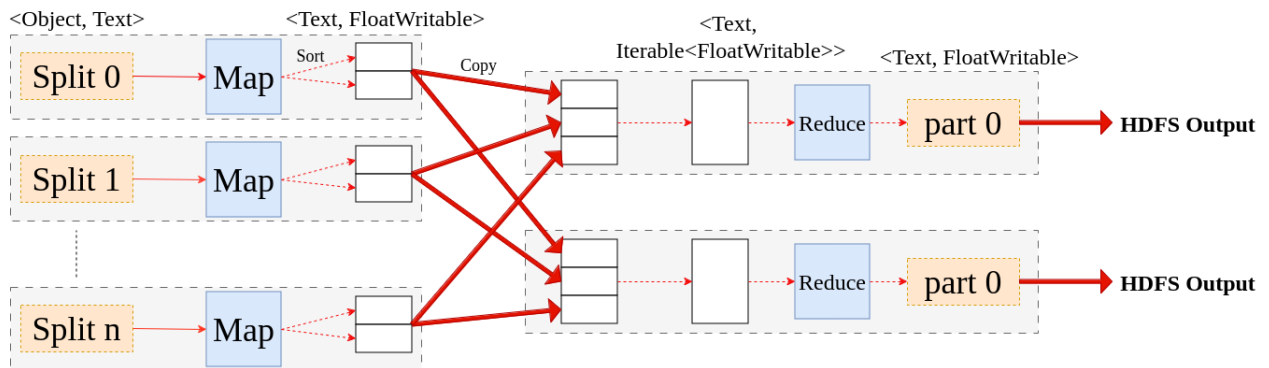 <Object, Text>
<Text, FloatWritable>
<Text,
Iterable<FloatWritable>>
<Text, FloatWritable>
Split 0
Map
Sort
Copy
Reduce
part 0
HDFS Output
Split 1
Map
Split n
Map
Reduce
part 0
HDFS Output